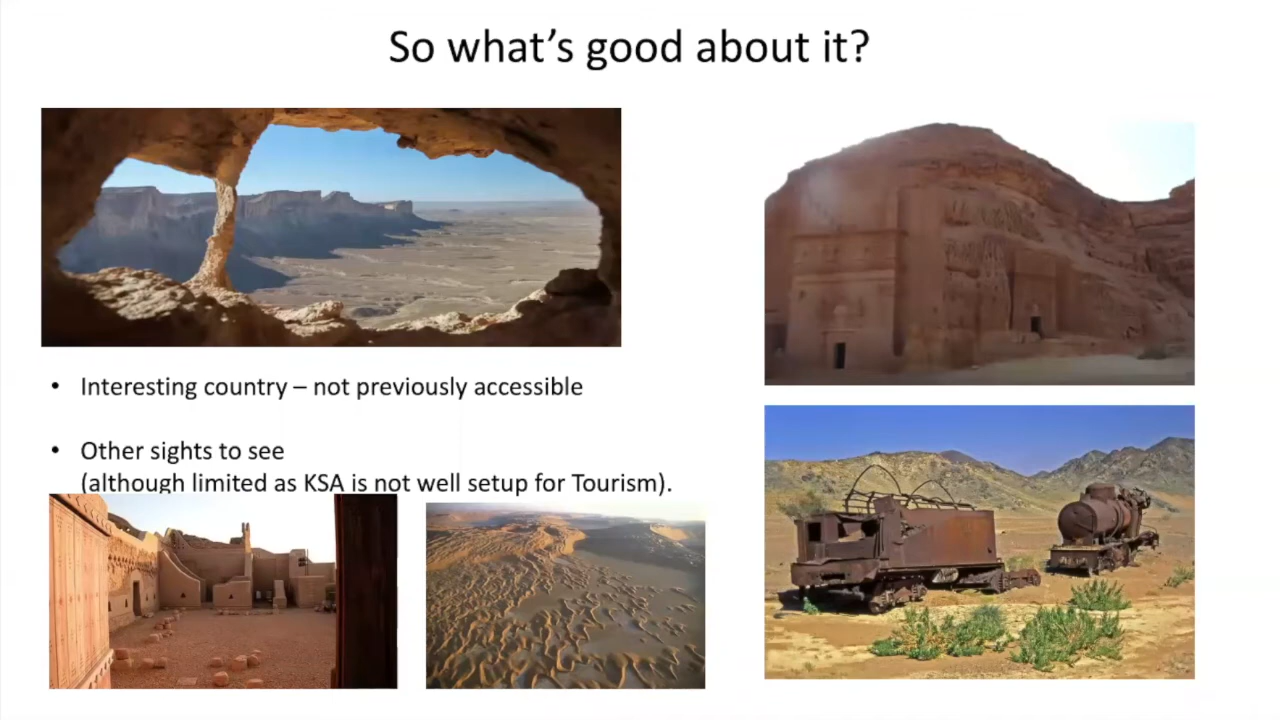 So what's good about it?
• Interesting country – not previously accessible
• Other sights to see
(although limited as KSA is not well setup for Tourism).